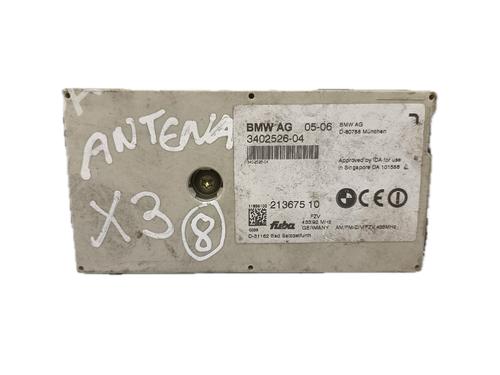 ANTENA
X3 8
BMW AG 05-06
3402526-04
BMW AG
D-80788 München
Approved by IDA for use
in Singapore DA 101588
213675 10
fuba
FZV
433.92 MHz
GERMANY
D-31162 Bad Salzdetfurth